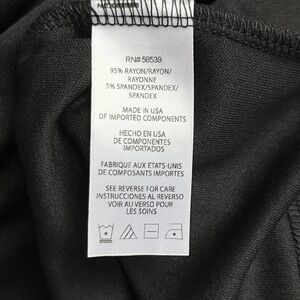 RN# 56539
95% RAYON/RAYON/
RAYONNE
5% SPANDEX/SPANDEX/
SPANDEX
MADE IN USA
OF IMPORTED COMPONENTS
HECHO EN USA
DE COMPONENTES
IMPORTADOS
FABRIQUE AUX ETATS-UNIS
DE COMPOSANTS IMPORTES
SEE REVERSE FOR CARE
INSTRUCCIONES AL REVERSO
VOIR AU VERSO POUR
LES SOINS